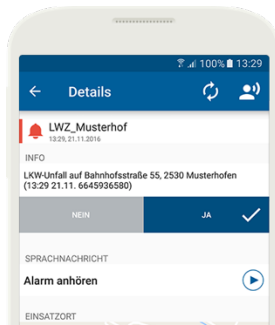 100% 13:29
Details
LWZ_Musterhof
13:29, 21.11.2016
INFO
LKW-Unfall auf Bahnhofstraße 55, 2530 Musterhofen
(13:29 21.11. 6645936580)
NEIN
JA
SPRACHNACHRICHT
Alarm anhören
EINSATZORT